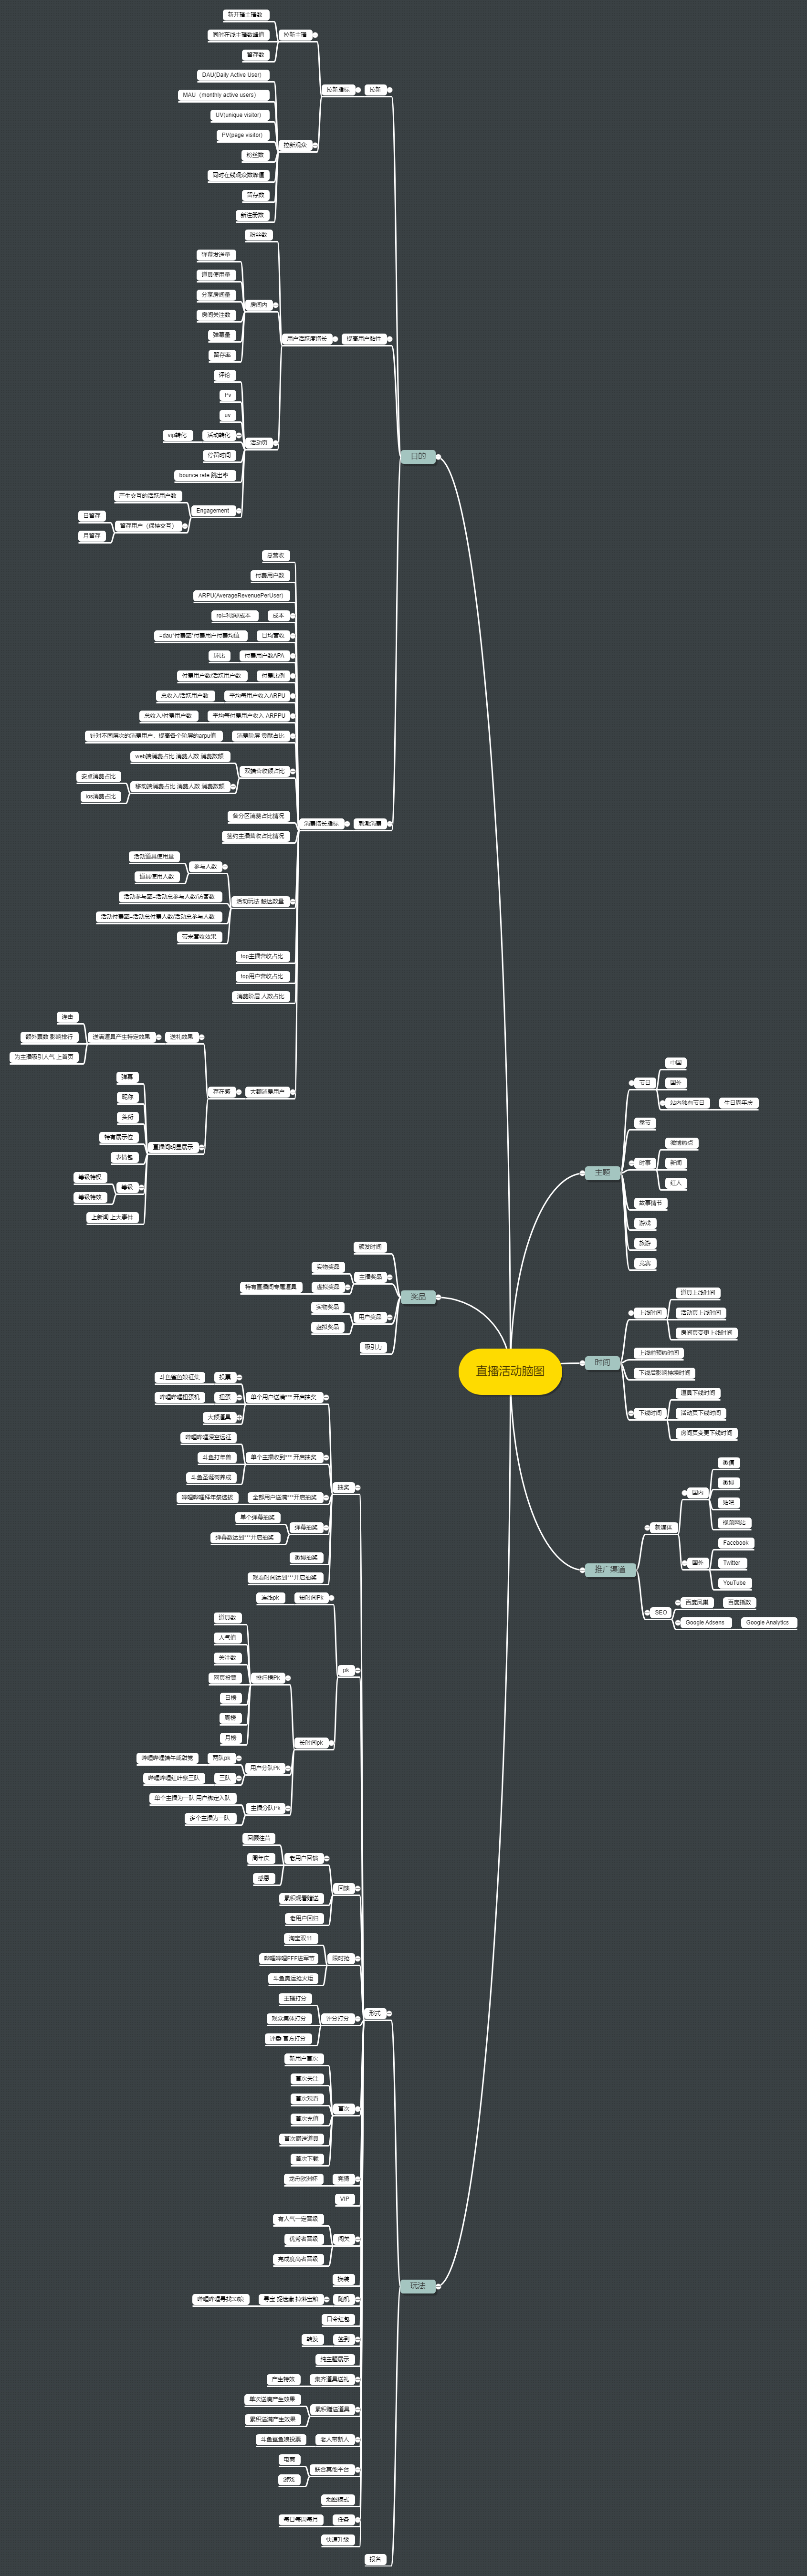 直播活动脑图
目的
拉新
拉新指标
拉新主播
新开播主播数
同时在线主播数峰值
留存数
拉新观众
DAU(Daily Active User)
MAU（monthly active users）
UV(unique visitor)
PV(page visitor)
粉丝数
同时在线观众数峰值
留存数
新注册数
提高用户黏性
用户活跃度增长
粉丝数
房间内
弹幕发送量
道具使用量
分享房间量
房间关注数
弹幕量
留存率
活动页
评论
Pv
uv
活动转化
vip转化
停留时间
bounce rate 跳出率
Engagement
产生交互的活跃用户数
留存用户（保持交互）
日留存
月留存
刺激消费
消费增长指标
总营收
付费用户数
ARPU(AverageRevenuePerUser)
成本
roi=利润/成本
日均营收
=dau*付费率*付费用户付费均值
付费用户数APA
环比
付费比例
付费用户数/活跃用户数
平均每用户收入ARPU
总收入/活跃用户数
平均每付费用户收入 ARPPU
总收入/付费用户数
消费阶层 贡献占比
针对不同层次的消费用户，提高各个阶层的arpu值
双端营收额占比
web端消费占比 消费人数 消费数额
移动端消费占比 消费人数 消费数额
安卓消费占比
ios消费占比
各分区消费占比情况
签约主播营收占比情况
活动玩法 触达数量
参与人数
活动道具使用量
道具使用人数
活动参与率=活动总参与人数/访客数
活动付费率=活动总付费人数/活动总参与人数
带来营收效果
top主播营收占比
top用户营收占比
消费阶层 人数占比
大额消费用户
存在感
送礼效果
送满道具产生特定效果
连击
额外票数 影响排行
为主播吸引人气 上首页
直播间明显展示
弹幕
昵称
头衔
特有展示位
表情包
等级
等级特权
等级特效
上新闻 上大事件
奖品
颁发时间
主播奖品
实物奖品
虚拟奖品
特有直播间专属道具
用户奖品
实物奖品
虚拟奖品
吸引力
玩法
形式
抽奖
单个用户送满*** 开启抽奖
投票
斗鱼鲨鱼娘征集
扭蛋
哔哩哔哩扭蛋机
大额道具
单个主播收到*** 开启抽奖
哔哩哔哩深空远征
斗鱼打年兽
斗鱼圣诞树养成
全部用户送满***开启抽奖
哔哩哔哩拜年祭选拔
弹幕抽奖
单个弹幕抽奖
弹幕数达到***开启抽奖
微博抽奖
观看时间达到***开启抽奖
pk
短时间Pk
连线pk
长时间pk
排行榜Pk
道具数
人气值
关注数
网页投票
日榜
周榜
月榜
用户分队Pk
两队pk
哔哩哔哩端午咸甜党
三队
哔哩哔哩红叶祭三队
主播分队Pk
单个主播为一队 用户绑定入队
多个主播为一队
回馈
老用户回馈
回顾往昔
周年庆
感恩
累积观看赠送
老用户回归
限时抢
淘宝双11
哔哩哔哩FFF进军节
斗鱼奥运抢火炬
评分打分
主播打分
观众集体打分
评委 官方打分
首次
新用户首次
首次关注
首次观看
首次充值
首次赠送道具
首次下载
竞猜
龙舟欧洲杯
VIP
闯关
有人气一定晋级
优秀者晋级
完成度高者晋级
换装
随机
寻宝 捉迷藏 掉落宝箱
哔哩哔哩寻找33娘
口令红包
签到
转发
纯主题展示
集齐道具送礼
产生特效
累积赠送道具
单次送满产生效果
累积送满产生效果
老人带新人
斗鱼鲨鱼娘投票
联合其他平台
电商
游戏
地图模式
任务
每日每周每月
快速升级
报名
主题
节日
中国
国外
站内独有节日
生日周年庆
季节
时事
微博热点
新闻
红人
故事情节
游戏
旅游
竞赛
时间
上线时间
道具上线时间
活动页上线时间
房间页变更上线时间
上线前预热时间
下线后影响持续时间
下线时间
道具下线时间
活动页下线时间
房间页变更下线时间
推广渠道
新媒体
国内
微信
微博
贴吧
视频网站
国外
Facebook
Twitter
YouTube
SEO
百度凤巢
百度指数
Google Adsens
Google Analytics